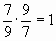 7/9 · 9/7 = 1